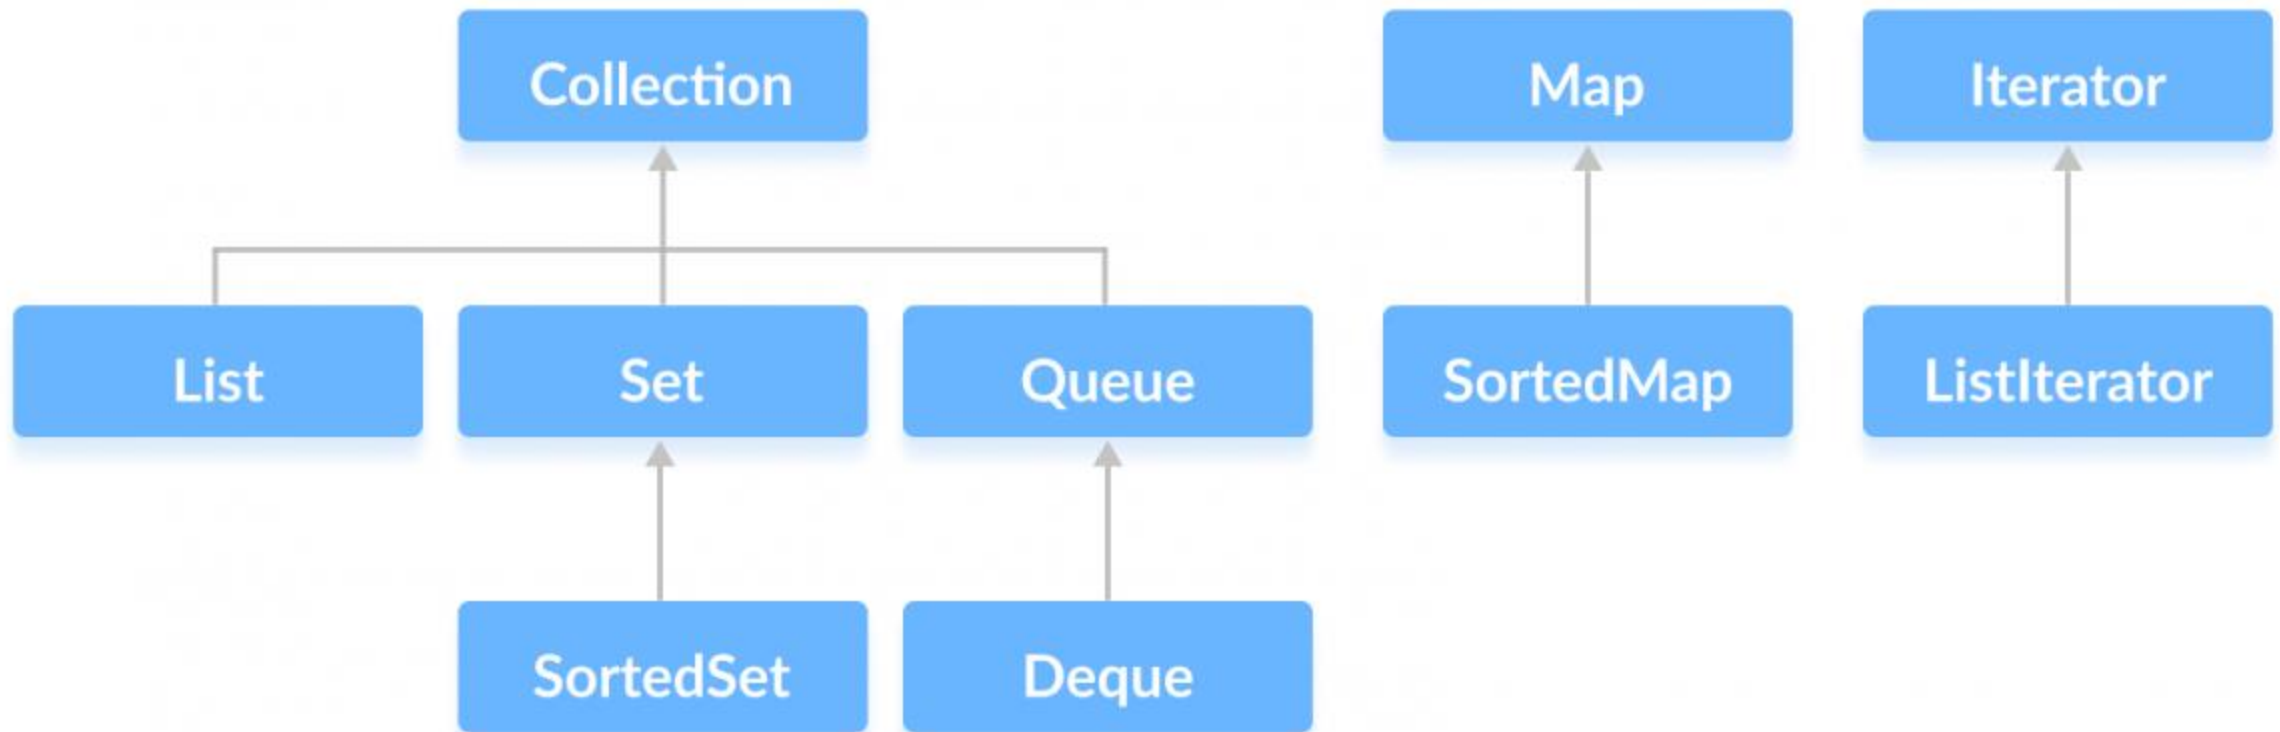 Collection
Map
Iterator
List
Set
Queue
SortedMap
ListIterator
SortedSet
Deque